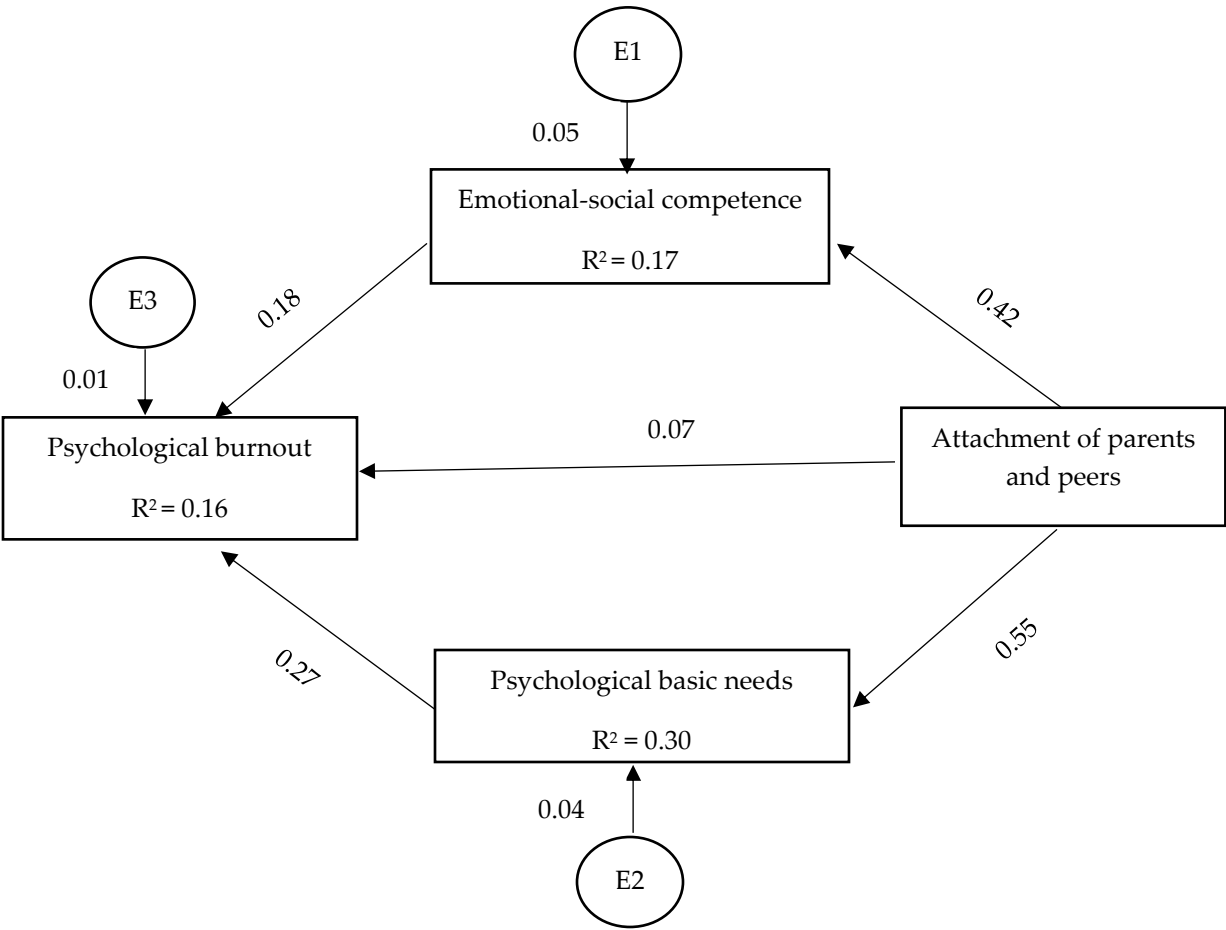 E1
0.05
Emotional-social competence
R² = 0.17
E3
0.18
0.42
0.01
Psychological burnout
R² = 0.16
0.07
Attachment of parents
and peers
0.27
0.55
Psychological basic needs
R² = 0.30
0.04
E2